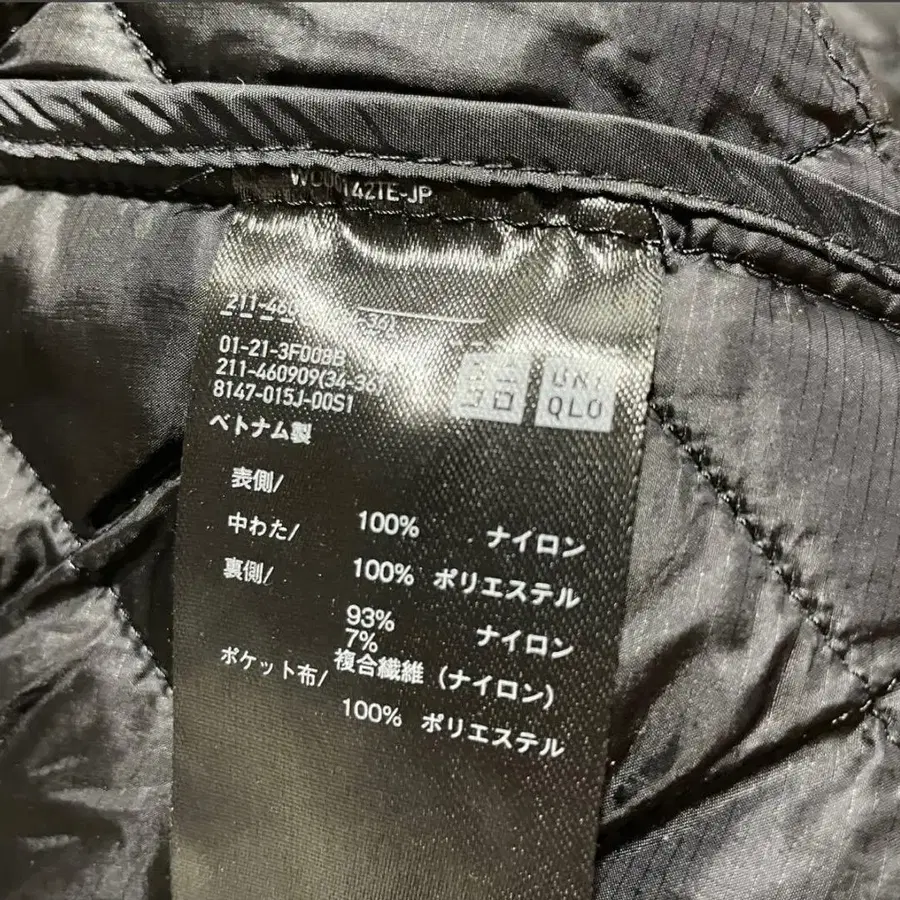 142TE-JP
01-21-3F008B
211-460909(34-36)
8147-015J-00S1
ユニ
クロ
UNI
QLO
ベトナム製
表側/
100% ナイロン
中わた/
100% ポリエステル
裏側/
93% ナイロン
7%
複合繊維 (ナイロン)
ポケット布/
100% ポリエステル